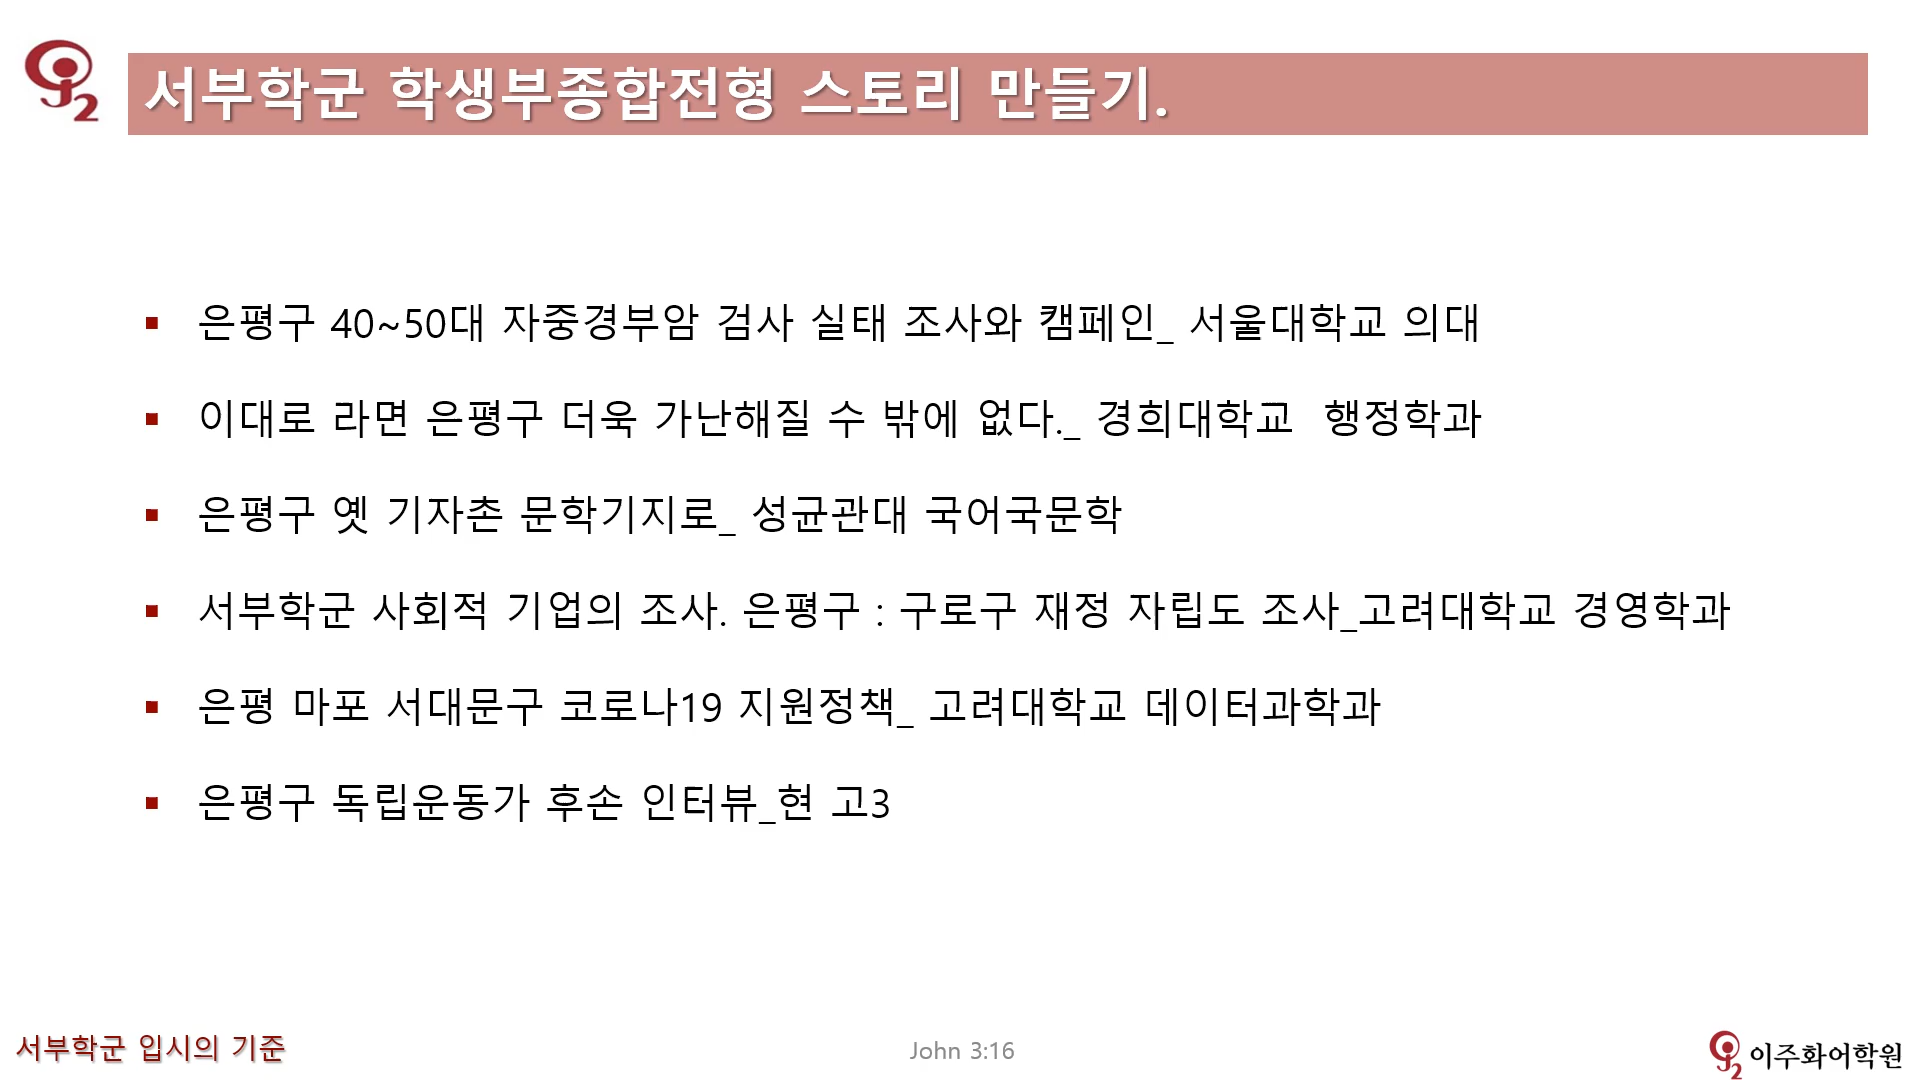 서부학군 학생부종합전형 스토리 만들기.
은평구 40~50대 자중경부암 검사 실태 조사와 캠페인_ 서울대학교 의대
이대로 라면 은평구 더욱 가난해질 수 밖에 없다._ 경희대학교 행정학과
은평구 옛 기자촌 문학기지로_ 성균관대 국어국문학
서부학군 사회적 기업의 조사. 은평구 : 구로구 재정 자립도 조사_고려대학교 경영학과
은평 마포 서대문구 코로나19 지원정책_ 고려대학교 데이터과학과
은평구 독립운동가 후손 인터뷰_현 고3
서부학군 입시의 기준
John 3:16
이주화어학원